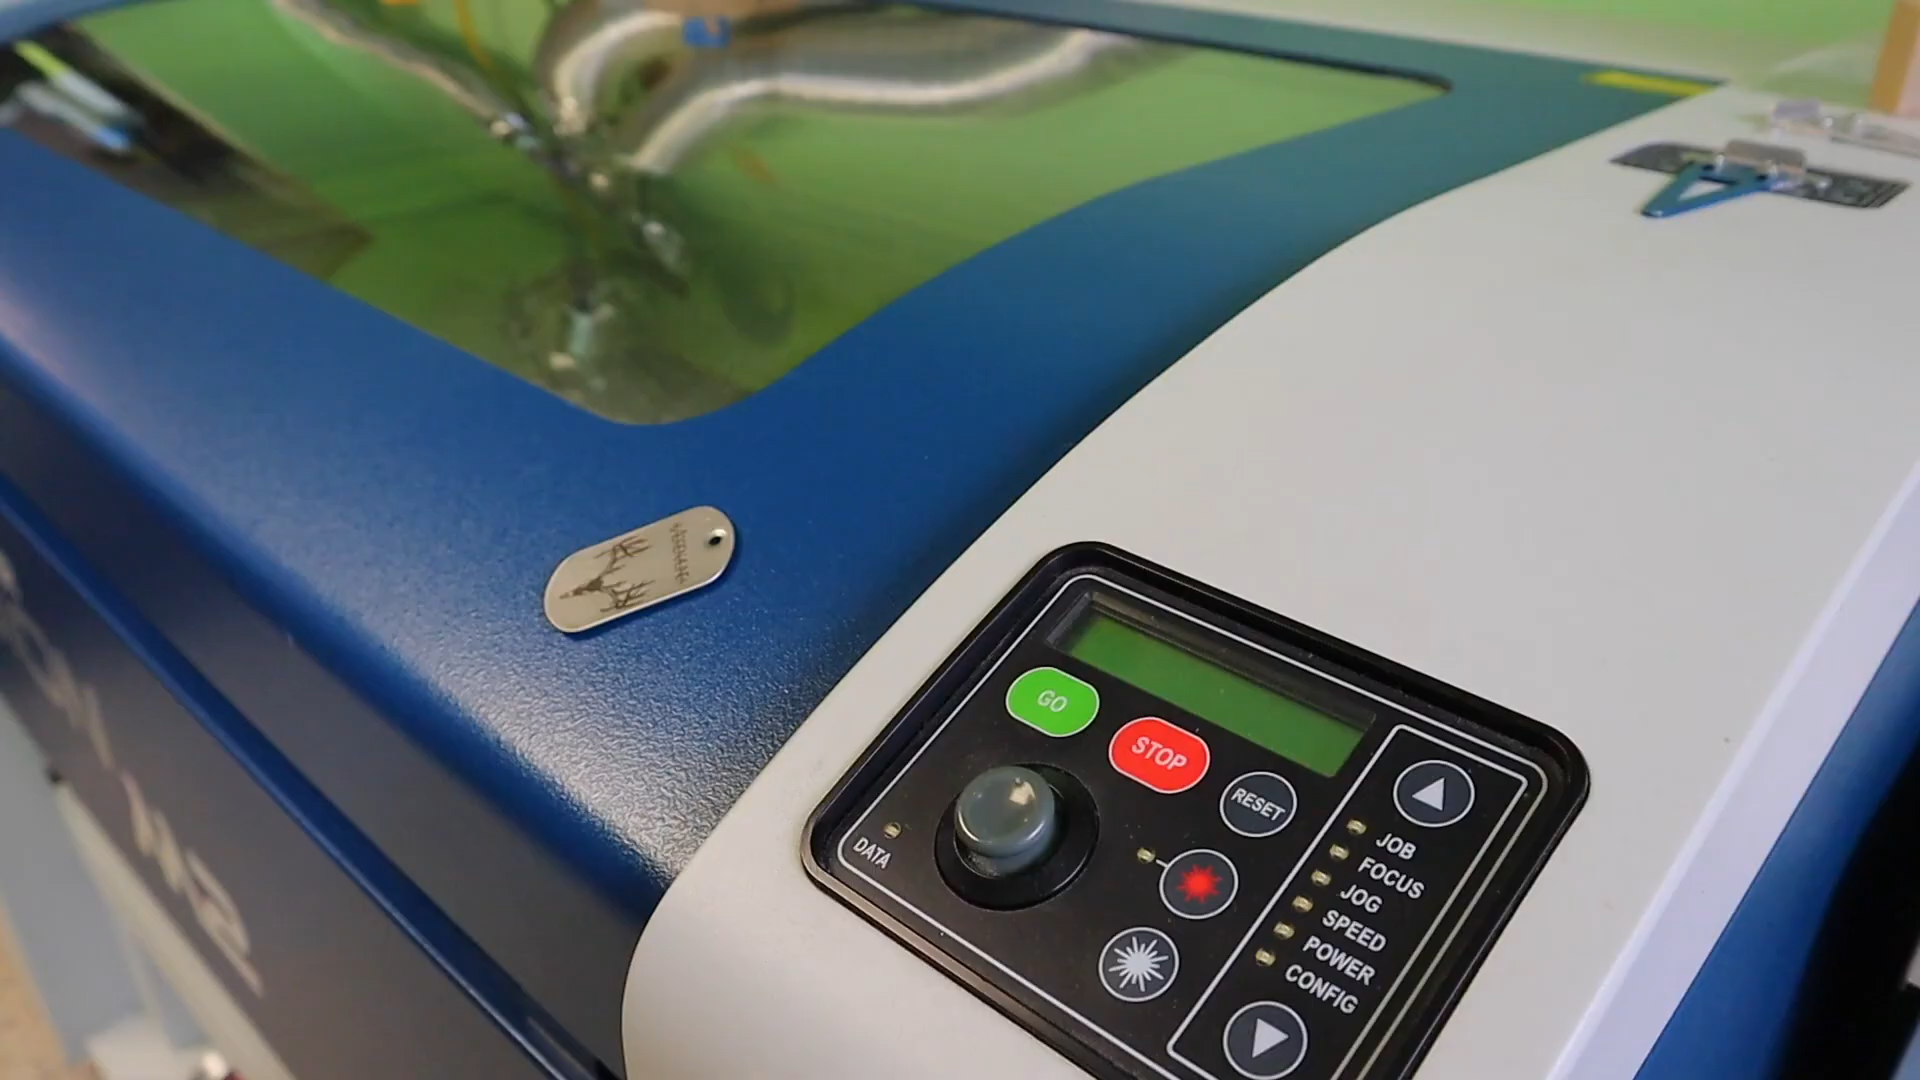 GO
STOP
RESET
DATA
JOB
FOCUS
JOG
SPEED
POWER
CONFIG